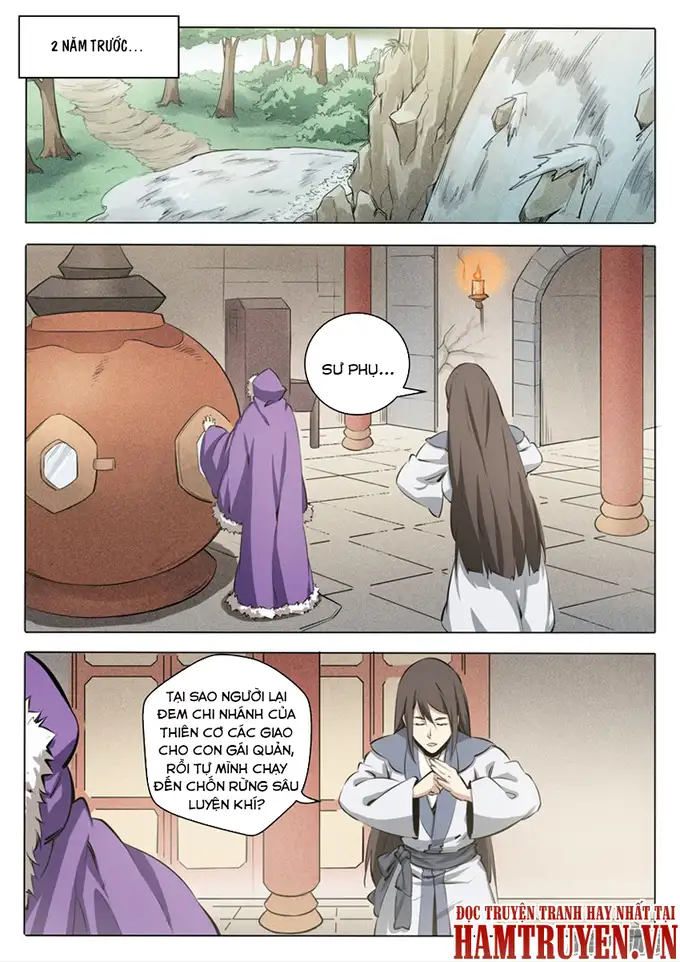 2 NĂM TRƯỚC...
SƯ PHỤ...
TẠI SAO NGƯỜI LẠI
ĐEM CHI NHÁNH CỦA
THIÊN CƠ CÁC GIAO
CHO CON GÁI QUẢN,
RỒI TỰ MÌNH CHẠY
ĐẾN CHỐN RỪNG SÂU
LUYỆN KHÍ?
ĐỌC TRUYỆN TRANH HAY NHẤT TẠI
HAMTRUYEN.VN